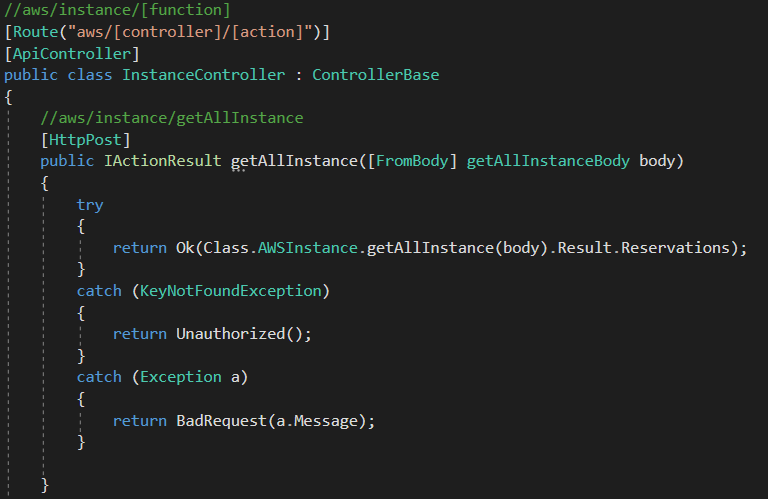 //aws/instance/[function]
[Route("aws/[controller]/[action]")]
[ApiController]
public class InstanceController : ControllerBase
{
//aws/instance/getAllInstance
[HttpPost]
public IActionResult getAllInstance([FromBody] getAllInstanceBody body)
{
try
{
return Ok(Class.AWSInstance.getAllInstance(body).Result.Reservations);
}
catch (KeyNotFoundException)
{
return Unauthorized();
}
catch (Exception a)
{
return BadRequest(a.Message);
}
}